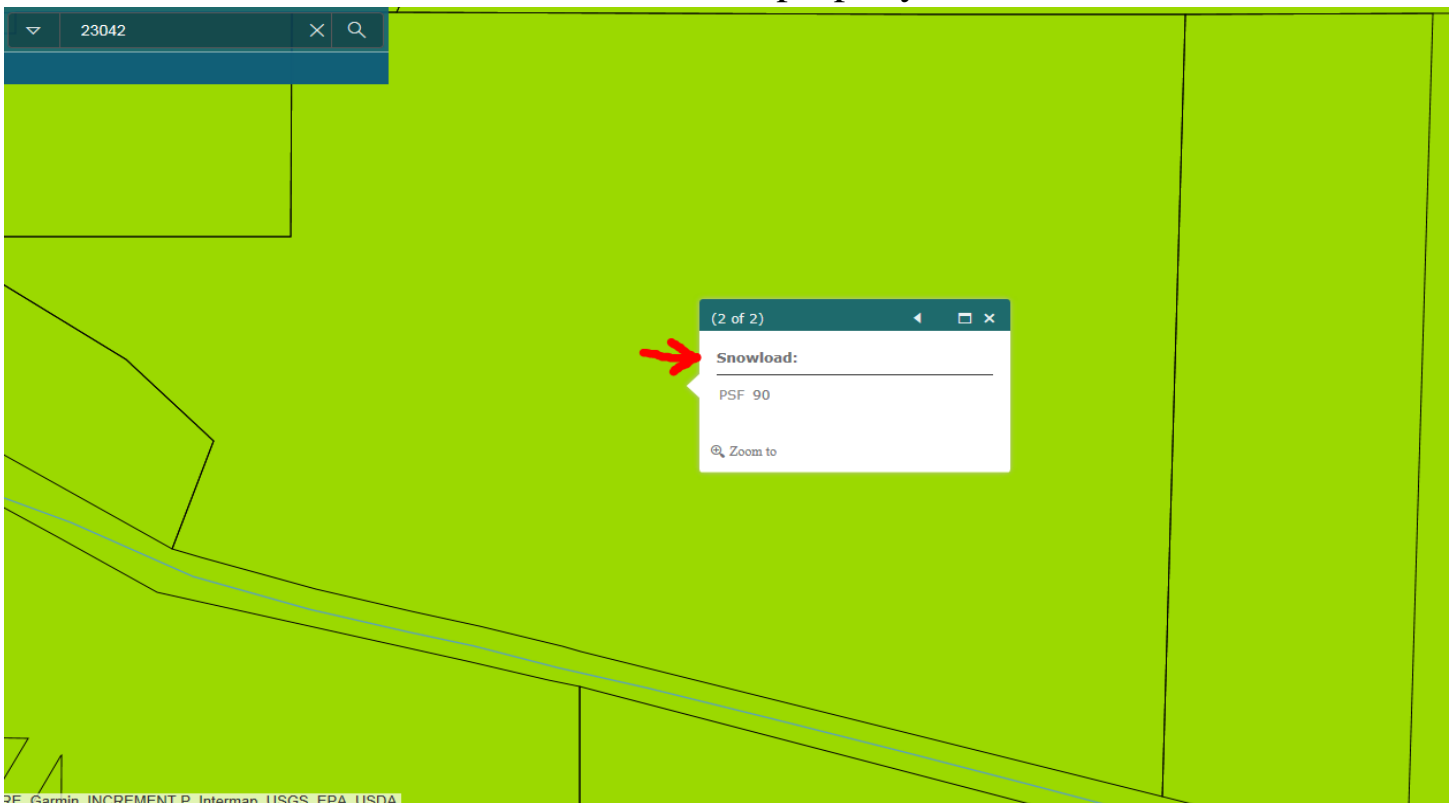 23042
(2 of 2)
Snowload:
PSF 90
Zoom to
Garmin, INCREMENT P, Intermap, USGS, EPA, USDA